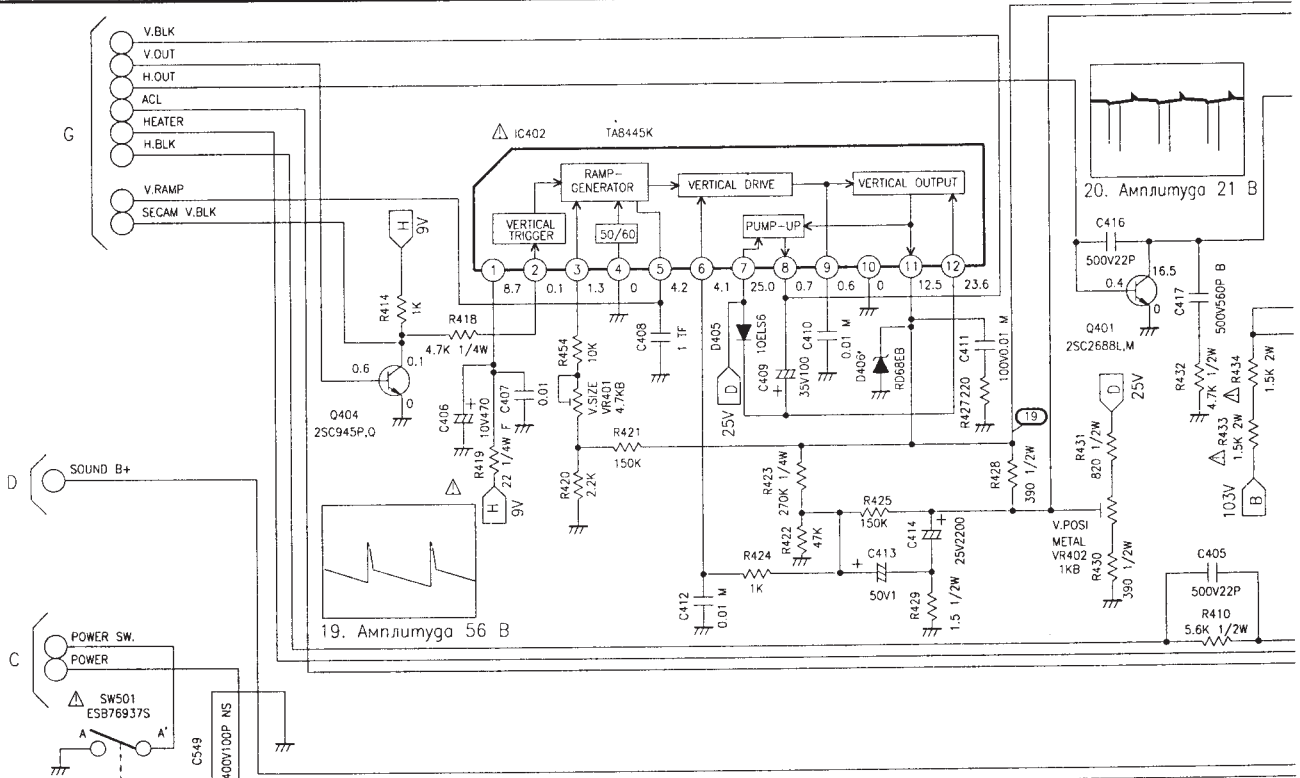 G
V.BLK
V.OUT
H.OUT
ACL
HEATER
H.BLK
V.RAMP
SECAM V.BLK
H
9V
R414
1K
R418
4.7K 1/4W
0.6
0.1
0
Q404
2SC945P,Q
⚠ IC402 TA8445K
RAMP-
GENERATOR
VERTICAL DRIVE
VERTICAL OUTPUT
VERTICAL
TRIGGER
50/60
PUMP-UP
1 2 3 4 5 6 7 8 9 10 11 12
8.7 0.1 1.3 0 4.2 4.1 25.0 0.7 0.6 0 12.5 23.6
C406
10V470
C407
0.01
F
R419
22 1/4W
⚠
H
9V
R454
10K
V.SIZE
VR401
4.7KB
R420
2.2K
R421
150K
C408
1 TF
D405
10ELS6
D
25V
C409
35V100
C410
0.01 M
D406*
RD68EB
C411
100V0.01 M
R427 220
19
R423
270K 1/4W
R422
47K
R425
150K
C413
50V1
C414
25V2200
R424
1K
C412
0.01 M
R429
1.5 1/2W
R428
390 1/2W
V.POSI
METAL
VR402
1KB
R431
820 1/2W
R430
390 1/2W
D
25V
20. Амплитуда 21 В
C416
500V22P
16.5
0.4
0
Q401
2SC2688L,M
C417
500V560P B
R432
4.7K 1/2W
⚠ R434
1.5K 2W
⚠ R433
1.5K 2W
B
103V
C405
500V22P
R410
5.6K 1/2W
D
SOUND B+
19. Амплитуда 56 В
C
POWER SW.
POWER
⚠ SW501
ESB76937S
A A'
C549
400V100P NS